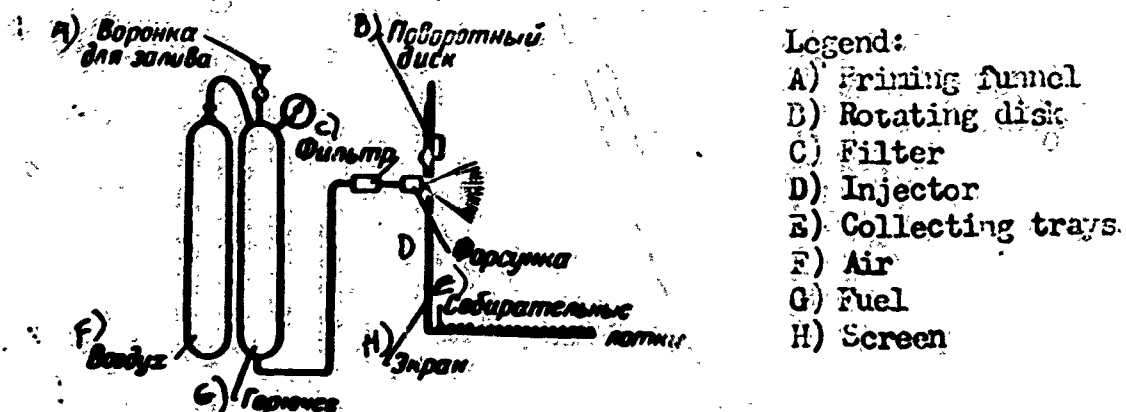 A) Воронка
для залива
B) Поворотный
диск
C)
Фильтр
D)
Форсунка
E)
Собирательные
лотки
F)
Воздух
G) Горючее
H)
Экран
Legend:
A) Priming funnel
B) Rotating disk
C) Filter
D) Injector
E) Collecting trays
F) Air
G) Fuel
H) Screen